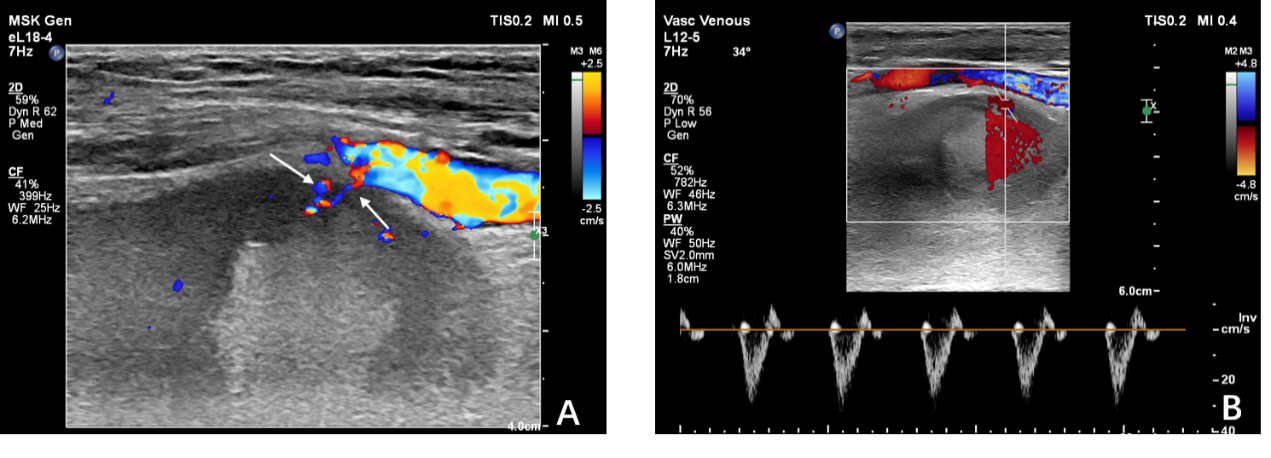 MSK Gen
TIS0.2 MI 0.5
eL18-4
7Hz
P
M3 M6
+2.5
2D
59%
Dyn R 62
P Med
Gen
CF
41%
399Hz
WF 25Hz
6.2MHz
-2.5
cm/s
x3
4.0cm
A
Vasc Venous
TIS0.2 MI 0.4
L12-5
7Hz 34°
P
M2 M3
+4.8
2D
70%
Dyn R 56
P Low
Gen
X
CF
52%
782Hz
WF 46Hz
6.3MHz
-4.8
cm/s
PW
40%
WF 50Hz
SV2.0mm
6.0MHz
1.8cm
6.0cm
Inv
cm/s
-20
-40
B